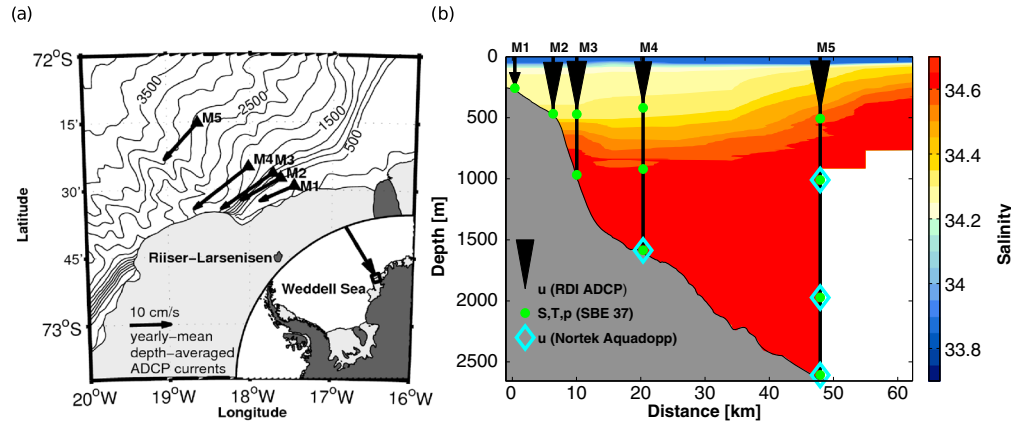 (a)
72°S
15'
30'
45'
73°S
Latitude
3500
2500
1500
500
M5
M4
M3
M2
M1
Riiser−Larsenisen
Weddell Sea
10 cm/s
yearly−mean
depth−averaged
ADCP currents
20°W
19°W
18°W
17°W
16°W
Longitude
(b)
M1
M2
M3
M4
M5
0
500
1000
1500
2000
2500
Depth [m]
u (RDI ADCP)
S,T,p (SBE 37)
u (Nortek Aquadopp)
0
10
20
30
40
50
60
Distance [km]
34.6
34.4
34.2
34
33.8
Salinity